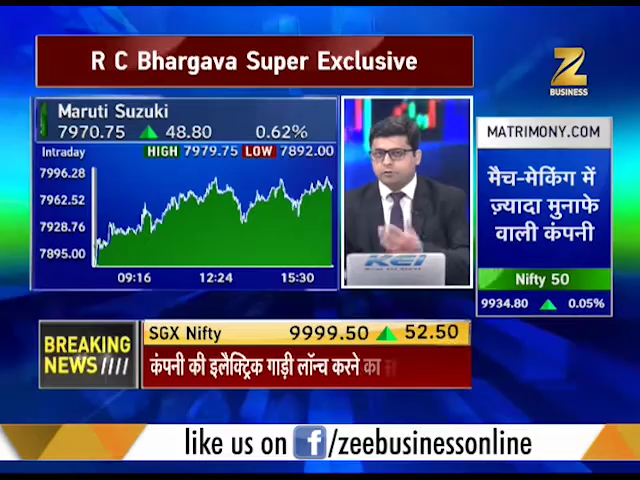 R C Bhargava Super Exclusive
Z
BUSINESS
Maruti Suzuki
7970.75 48.80 0.62%
Intraday HIGH 7979.75 LOW 7892.00
7996.28
7962.52
7928.76
7895.00
09:16 12:24 15:30
KEI
MATRIMONY.COM
मैच-मेकिंग में
ज़्यादा मुनाफे
वाली कंपनी
Nifty 50
9934.80 0.05%
BREAKING
NEWS
SGX Nifty 9999.50 52.50
कंपनी की इलैक्ट्रिक गाड़ी लॉन्च करने का
like us on f/zeebusinessonline